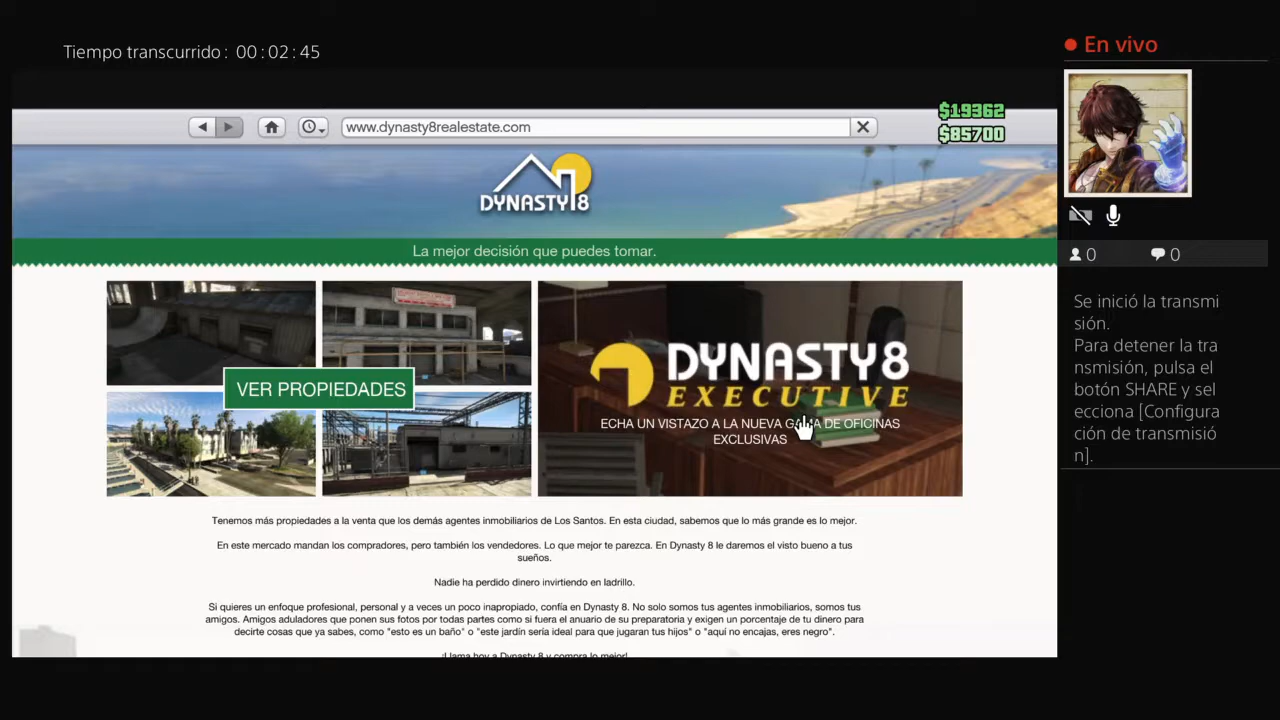 Tiempo transcurrido: 00:02:45
En vivo
www.dynasty8realestate.com
$19362
$85700
DYNASTY8
La mejor decisión que puedes tomar.
VER PROPIEDADES
DYNASTY8
EXECUTIVE
ECHA UN VISTAZO A LA NUEVA GAMA DE OFICINAS
EXCLUSIVAS
0
0
Se inició la transmi
sión.
Para detener la tra
nsmisión, pulsa el
botón SHARE y sel
ecciona [Configura
ción de transmisió
n].
Tenemos más propiedades a la venta que los demás agentes inmobiliarios de Los Santos. En esta ciudad, sabemos que lo más grande es lo mejor.
En este mercado mandan los compradores, pero también los vendedores. Lo que mejor te parezca. En Dynasty 8 le daremos el visto bueno a tus
sueños.
Nadie ha perdido dinero invirtiendo en ladrillo.
Si quieres un enfoque profesional, personal y a veces un poco inapropiado, confía en Dynasty 8. No solo somos tus agentes inmobiliarios, somos tus
amigos. Amigos aduladores que ponen sus fotos por todas partes como si fuera el anuario de su preparatoria y exigen un porcentaje de tu dinero para
decirte cosas que ya sabes, como "esto es un baño" o "este jardín sería ideal para que jugaran tus hijos" o "aquí no encajas, eres negro".
¡Llama hoy a Dynasty 8 y compra lo mejor!